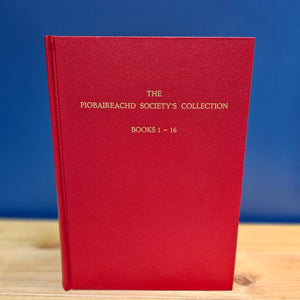 THE
PIOBAIREACHD SOCIETY'S COLLECTION
BOOKS 1 – 16